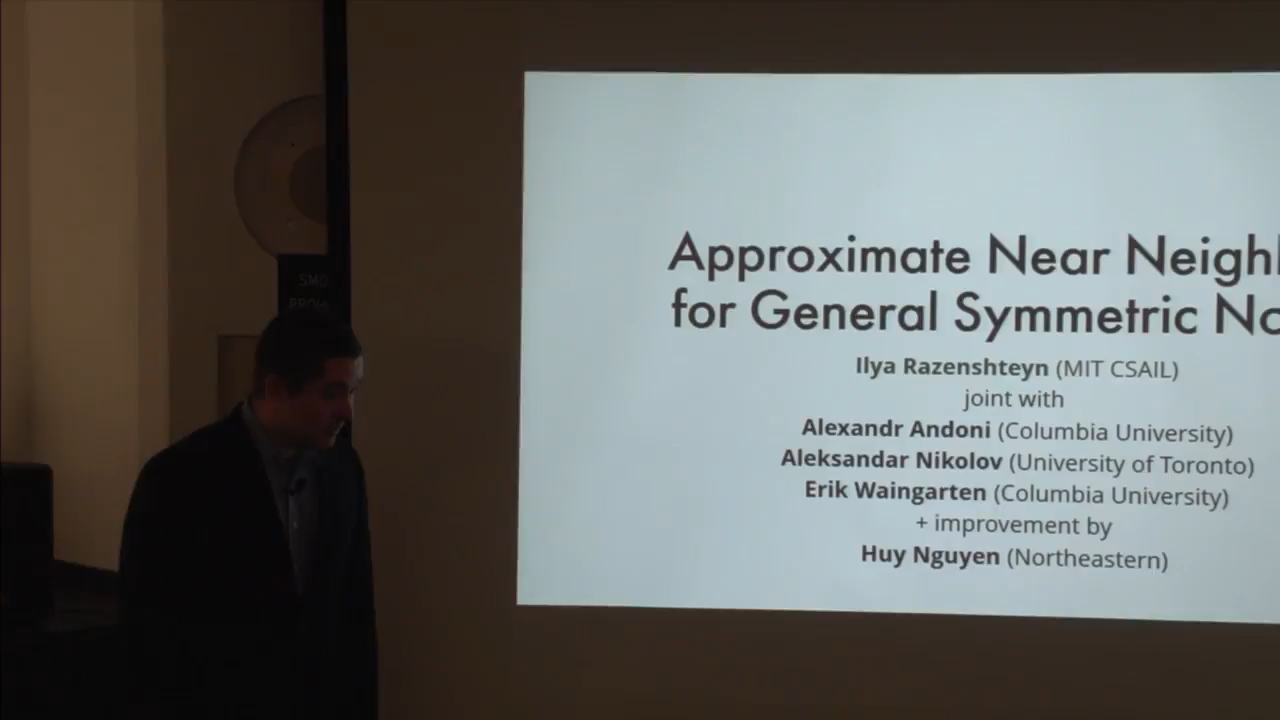 SMO
Approximate Near Neigh
for General Symmetric No
Ilya Razenshteyn (MIT CSAIL)
joint with
Alexandr Andoni (Columbia University)
Aleksandar Nikolov (University of Toronto)
Erik Waingarten (Columbia University)
+ improvement by
Huy Nguyen (Northeastern)